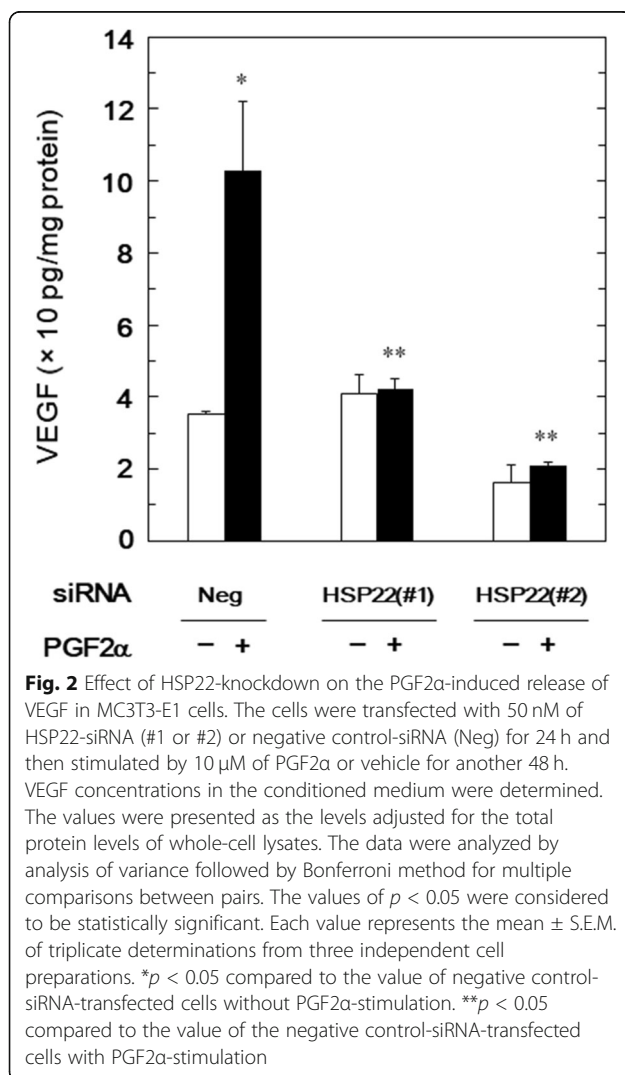 14
12
10
8
6
4
2
0
VEGF (× 10 pg/mg protein)
*
**
**
siRNA Neg HSP22(#1) HSP22(#2)
PGF2α − + − + − +
Fig. 2 Effect of HSP22-knockdown on the PGF2α-induced release of
VEGF in MC3T3-E1 cells. The cells were transfected with 50 nM of
HSP22-siRNA (#1 or #2) or negative control-siRNA (Neg) for 24 h and
then stimulated by 10 μM of PGF2α or vehicle for another 48 h.
VEGF concentrations in the conditioned medium were determined.
The values were presented as the levels adjusted for the total
protein levels of whole-cell lysates. The data were analyzed by
analysis of variance followed by Bonferroni method for multiple
comparisons between pairs. The values of p < 0.05 were considered
to be statistically significant. Each value represents the mean ± S.E.M.
of triplicate determinations from three independent cell
preparations. *p < 0.05 compared to the value of negative control-
siRNA-transfected cells without PGF2α-stimulation. **p < 0.05
compared to the value of the negative control-siRNA-transfected
cells with PGF2α-stimulation